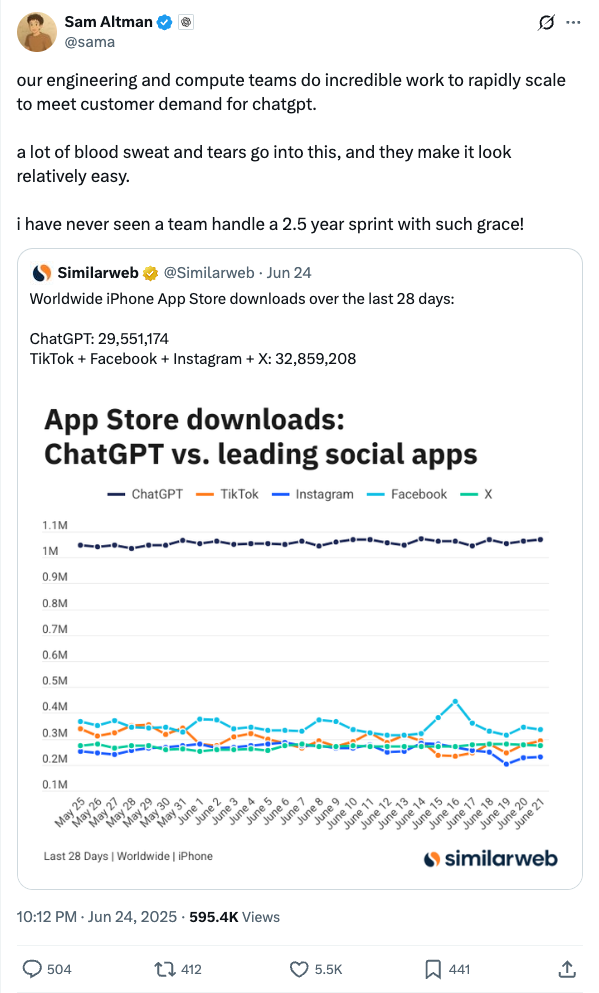 Sam Altman
@sama
our engineering and compute teams do incredible work to rapidly scale
to meet customer demand for chatgpt.
a lot of blood sweat and tears go into this, and they make it look
relatively easy.
i have never seen a team handle a 2.5 year sprint with such grace!
Similarweb @Similarweb · Jun 24
Worldwide iPhone App Store downloads over the last 28 days:
ChatGPT: 29,551,174
TikTok + Facebook + Instagram + X: 32,859,208
App Store downloads:
ChatGPT vs. leading social apps
ChatGPT TikTok Instagram Facebook X
1.1M
1M
0.9M
0.8M
0.7M
0.6M
0.5M
0.4M
0.3M
0.2M
0.1M
May 25 May 26 May 27 May 28 May 29 May 30 May 31 June 1 June 2 June 3 June 4 June 5 June 6 June 7 June 8 June 9 June 10 June 11 June 12 June 13 June 14 June 15 June 16 June 17 June 18 June 19 June 20 June 21
Last 28 Days | Worldwide | iPhone
similarweb
10:12 PM · Jun 24, 2025 · 595.4K Views
504 412 5.5K 441